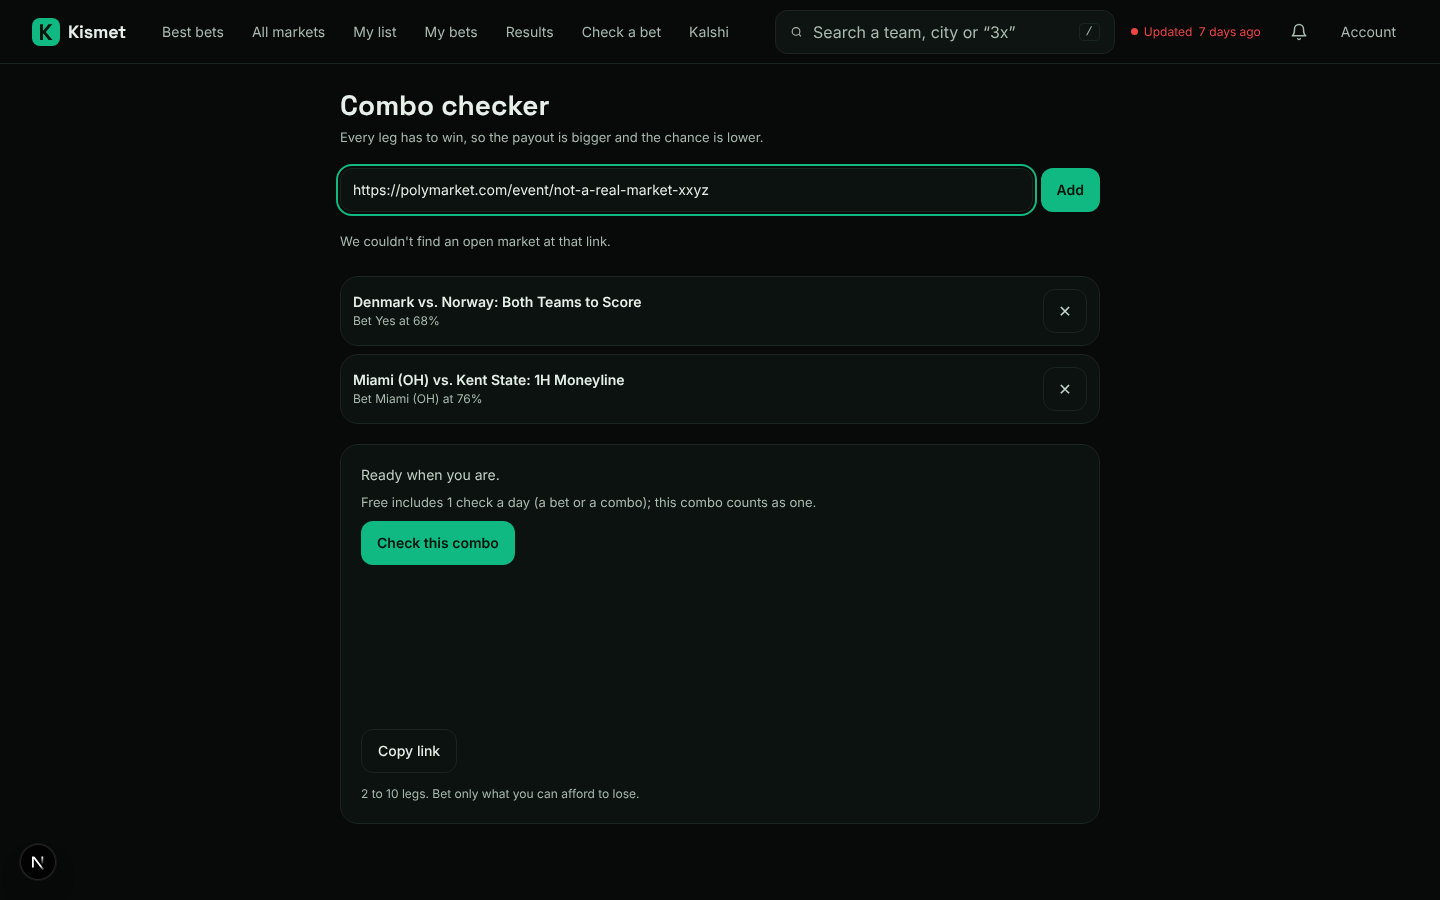 K Kismet Best bets All markets My list My bets Results Check a bet Kalshi Search a team, city or “3x” / Updated 7 days ago Account
Combo checker
Every leg has to win, so the payout is bigger and the chance is lower.
https://polymarket.com/event/not-a-real-market-xxyz Add
We couldn't find an open market at that link.
Denmark vs. Norway: Both Teams to Score
Bet Yes at 68%
Miami (OH) vs. Kent State: 1H Moneyline
Bet Miami (OH) at 76%
Ready when you are.
Free includes 1 check a day (a bet or a combo); this combo counts as one.
Check this combo
Copy link
2 to 10 legs. Bet only what you can afford to lose.
N